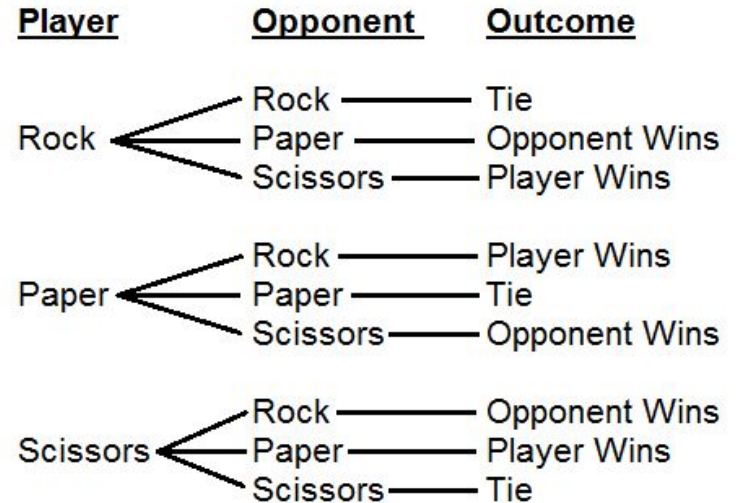 Player Opponent Outcome
Rock Tie
Rock Paper Opponent Wins
Scissors Player Wins
Rock Player Wins
Paper Paper Tie
Scissors Opponent Wins
Rock Opponent Wins
Scissors Paper Player Wins
Scissors Tie